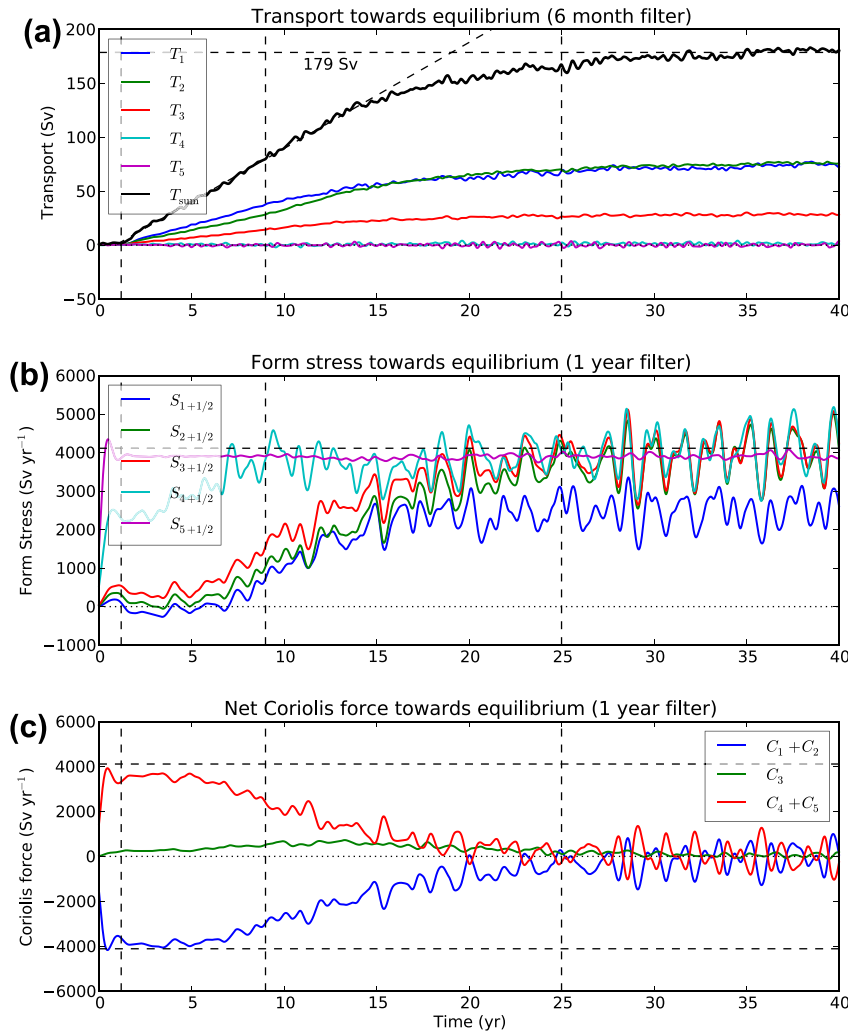 (a)
Transport towards equilibrium (6 month filter)
200
150
100
50
0
−50
Transport (Sv)
T₁
T₂
T₃
T₄
T₅
T_sum
179 Sv
0 5 10 15 20 25 30 35 40
(b)
Form stress towards equilibrium (1 year filter)
6000
5000
4000
3000
2000
1000
0
−1000
Form Stress (Sv yr⁻¹)
S₁₊₁/₂
S₂₊₁/₂
S₃₊₁/₂
S₄₊₁/₂
S₅₊₁/₂
0 5 10 15 20 25 30 35 40
(c)
Net Coriolis force towards equilibrium (1 year filter)
6000
4000
2000
0
−2000
−4000
−6000
Coriolis force (Sv yr⁻¹)
C₁ + C₂
C₃
C₄ + C₅
0 5 10 15 20 25 30 35 40
Time (yr)